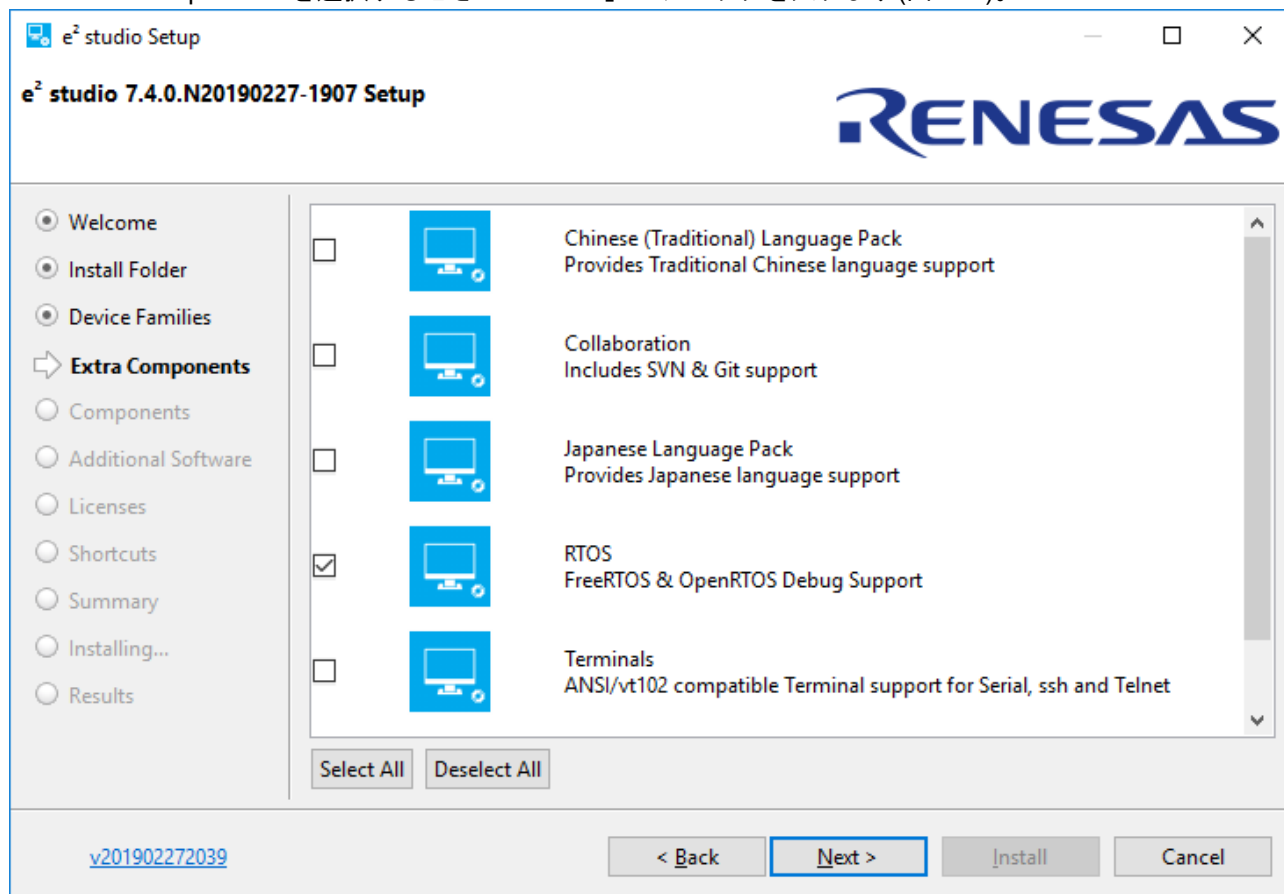 e² studio Setup
e² studio 7.4.0.N20190227-1907 Setup
RENESAS
Welcome
Install Folder
Device Families
Extra Components
Components
Additional Software
Licenses
Shortcuts
Summary
Installing...
Results
Chinese (Traditional) Language Pack
Provides Traditional Chinese language support
Collaboration
Includes SVN & Git support
Japanese Language Pack
Provides Japanese language support
RTOS
FreeRTOS & OpenRTOS Debug Support
Terminals
ANSI/vt102 compatible Terminal support for Serial, ssh and Telnet
Select All
Deselect All
v201902272039
< Back
Next >
Install
Cancel